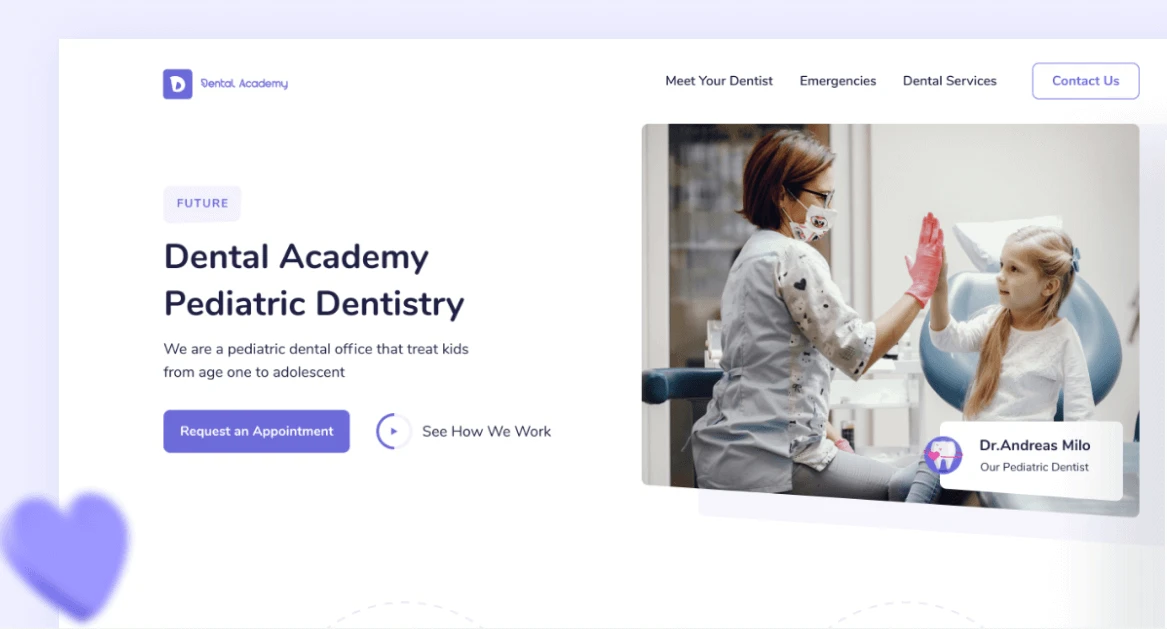 Dental Academy
Meet Your Dentist
Emergencies
Dental Services
Contact Us
FUTURE
Dental Academy
Pediatric Dentistry
We are a pediatric dental office that treat kids
from age one to adolescent
Request an Appointment
See How We Work
Dr.Andreas Milo
Our Pediatric Dentist